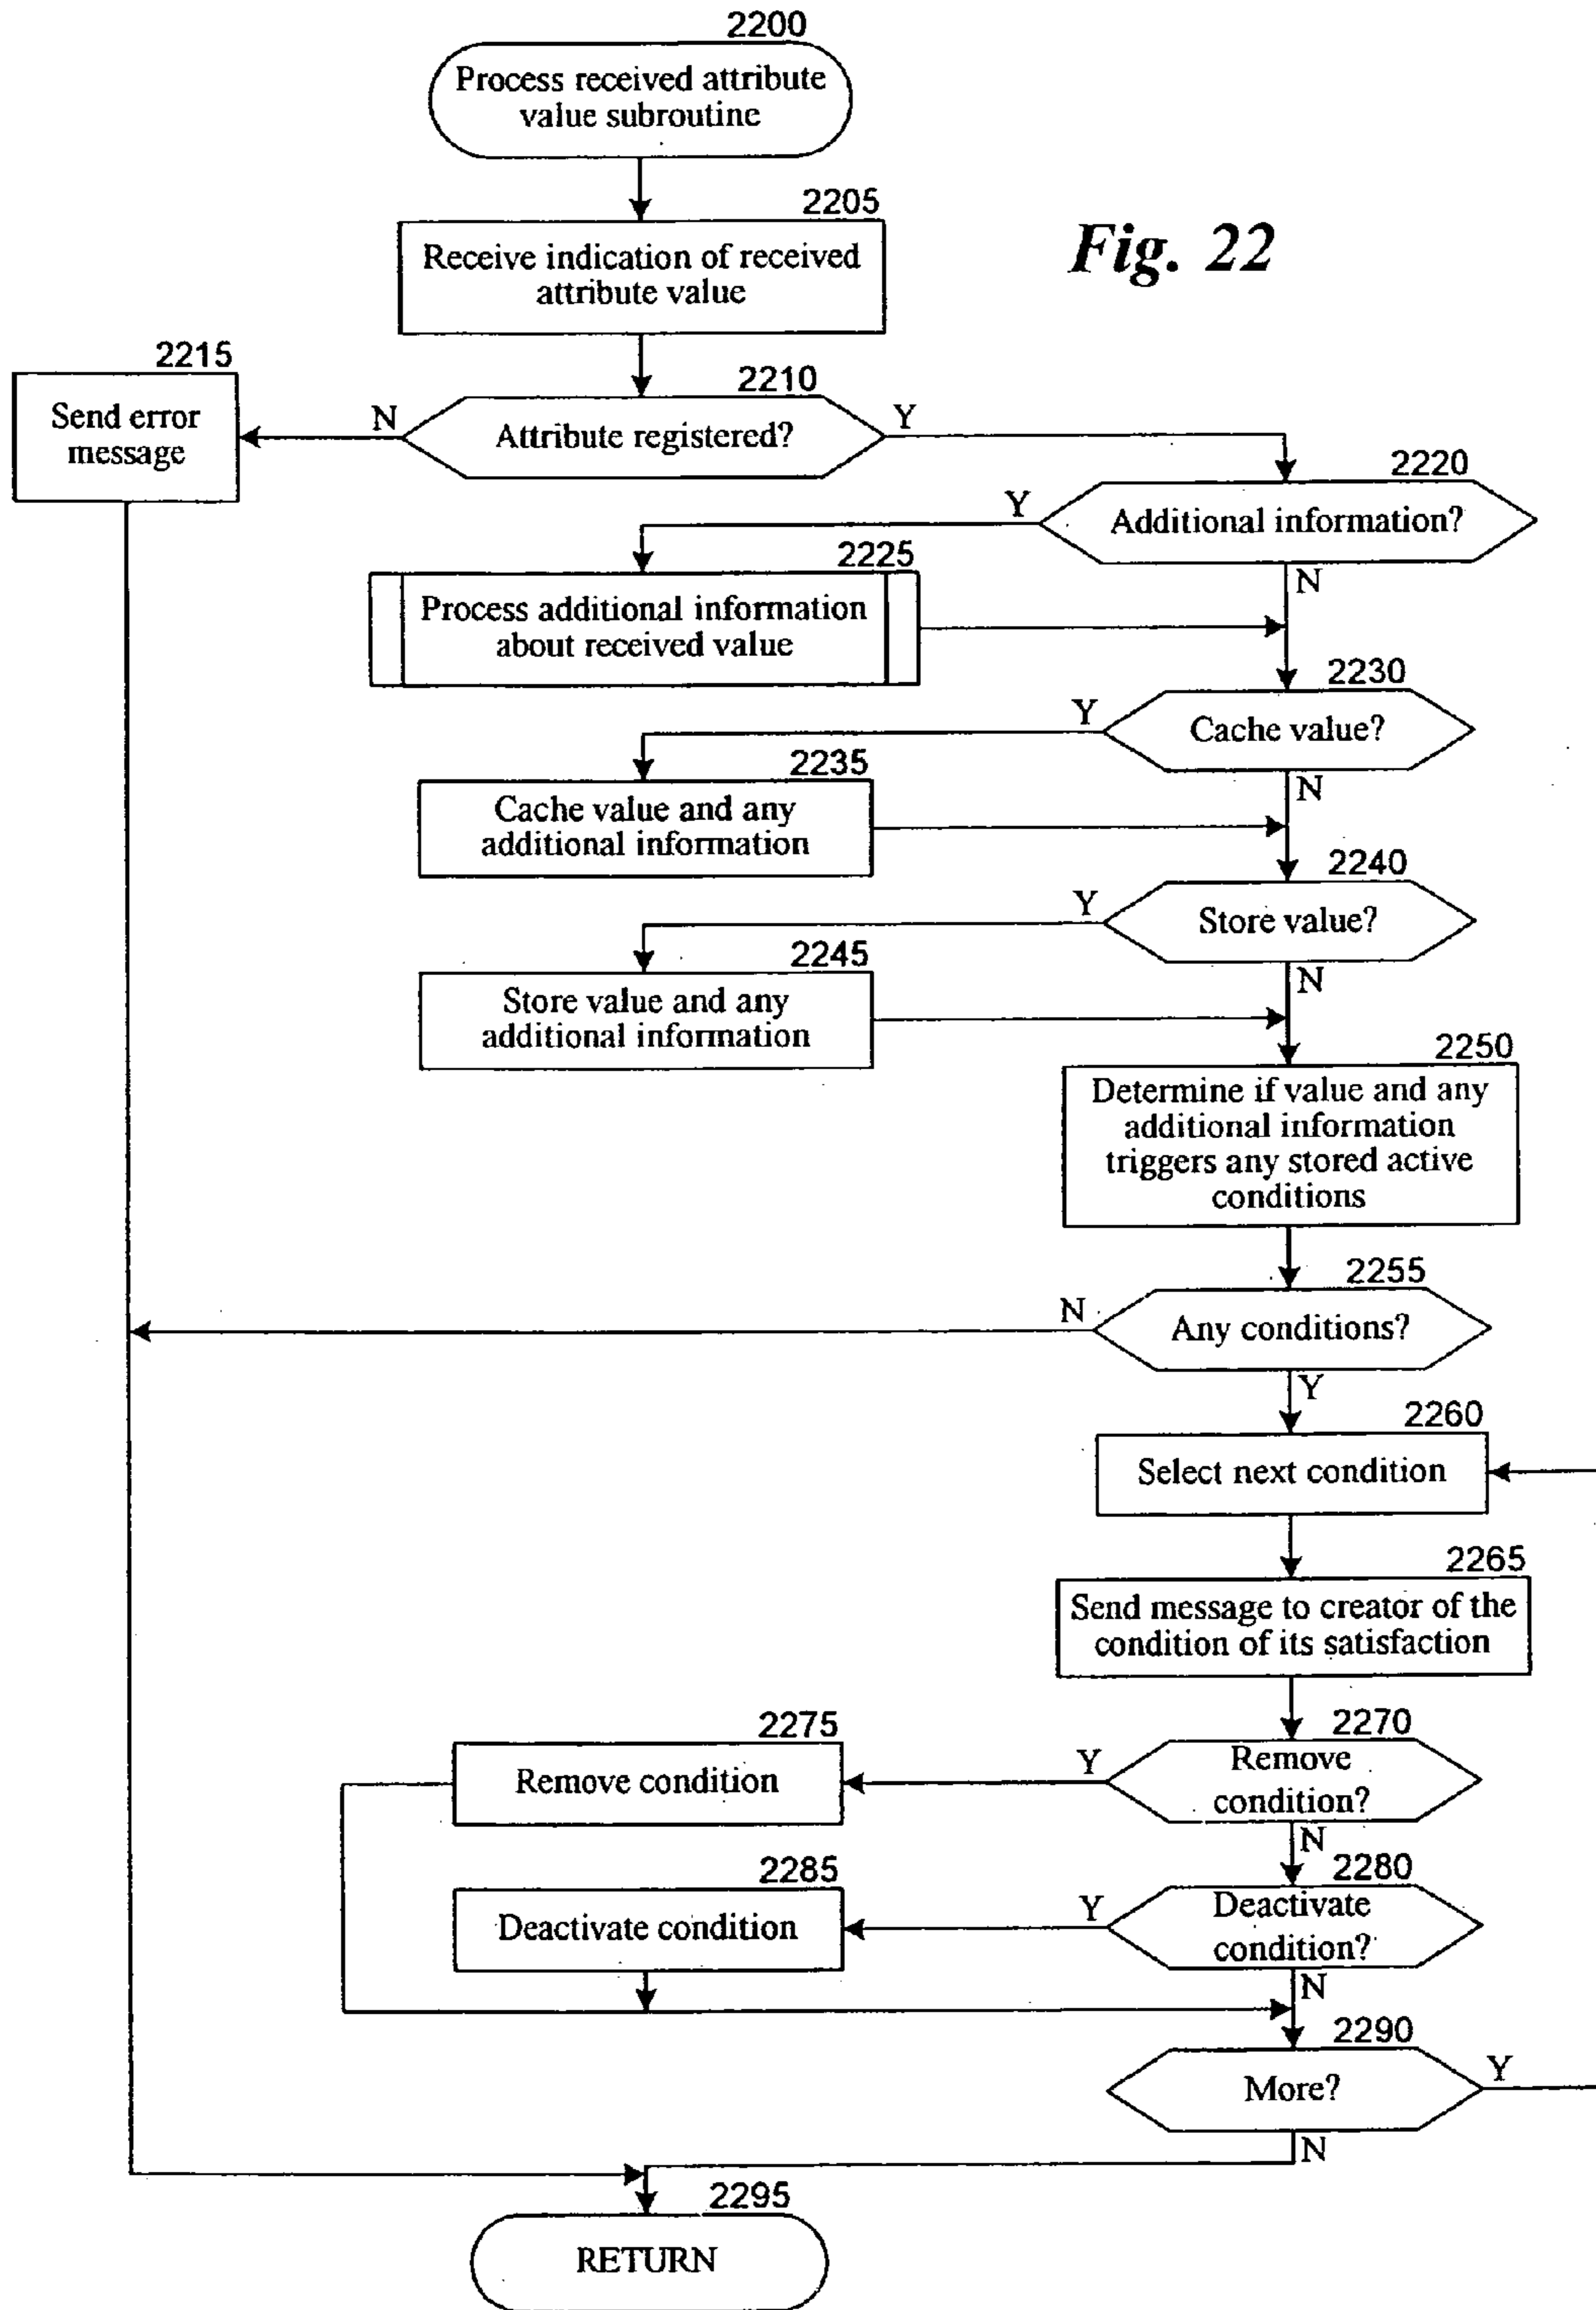 2200
Process received attribute
value subroutine
2205
Receive indication of received
attribute value
Fig. 22
2215
Send error
message
N
2210
Attribute registered?
Y
2220
Y
Additional information?
N
2225
Process additional information
about received value
2230
Y
Cache value?
N
2235
Cache value and any
additional information
2240
Y
Store value?
N
2245
Store value and any
additional information
2250
Determine if value and any
additional information
triggers any stored active
conditions
2255
N
Any conditions?
Y
2260
Select next condition
2265
Send message to creator of the
condition of its satisfaction
2275
Remove condition
2270
Y
Remove
condition?
N
2285
Deactivate condition
2280
Y
Deactivate
condition?
N
2290
More?
Y
N
2295
RETURN